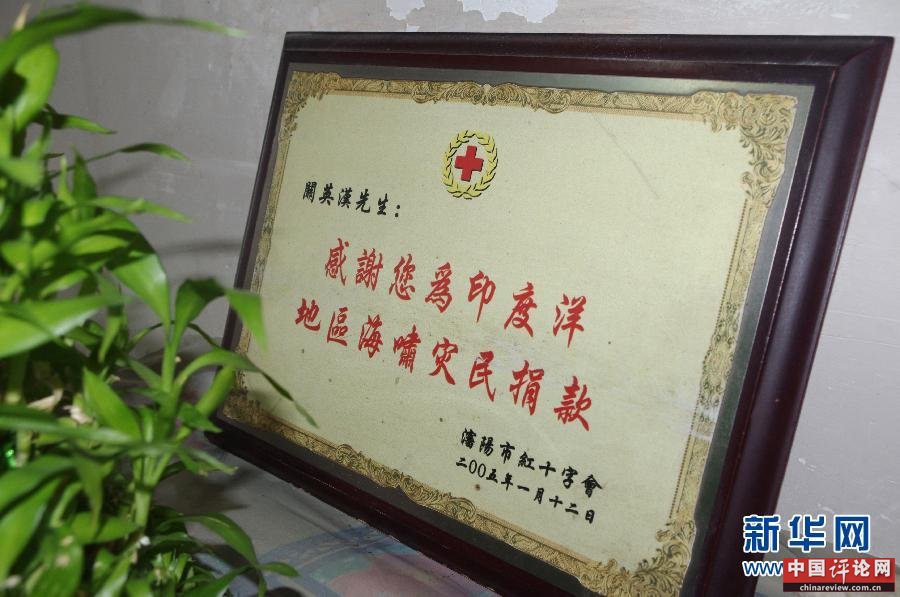 關英漢先生：
感謝您爲印度洋
地區海嘯災民捐款
瀋陽市紅十字會
二00五年一月十二日
新华网
www.
中国评论网
chinareview.com